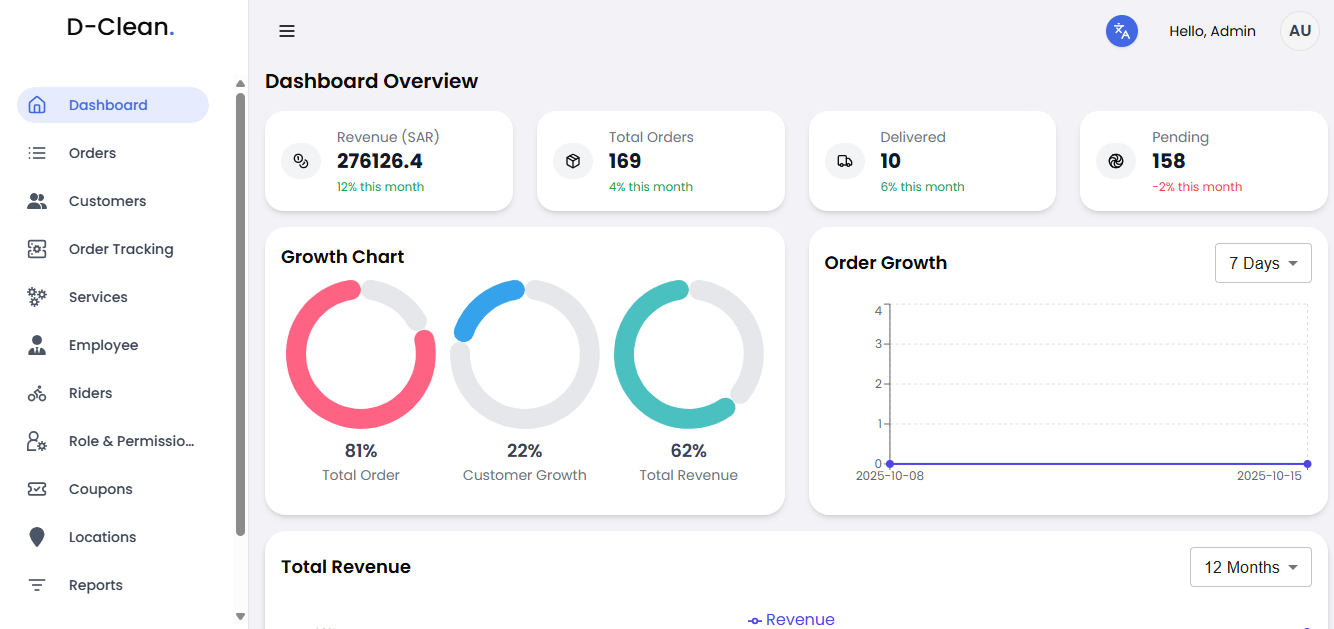 D-Clean.
Hello, Admin
AU
Dashboard
Orders
Customers
Order Tracking
Services
Employee
Riders
Role & Permissio...
Coupons
Locations
Reports
Dashboard Overview
Revenue (SAR)
276126.4
12% this month
Total Orders
169
4% this month
Delivered
10
6% this month
Pending
158
-2% this month
Growth Chart
81%
Total Order
22%
Customer Growth
62%
Total Revenue
Order Growth
7 Days
4
3
2
1
0
2025-10-08
2025-10-15
Total Revenue
12 Months
Revenue